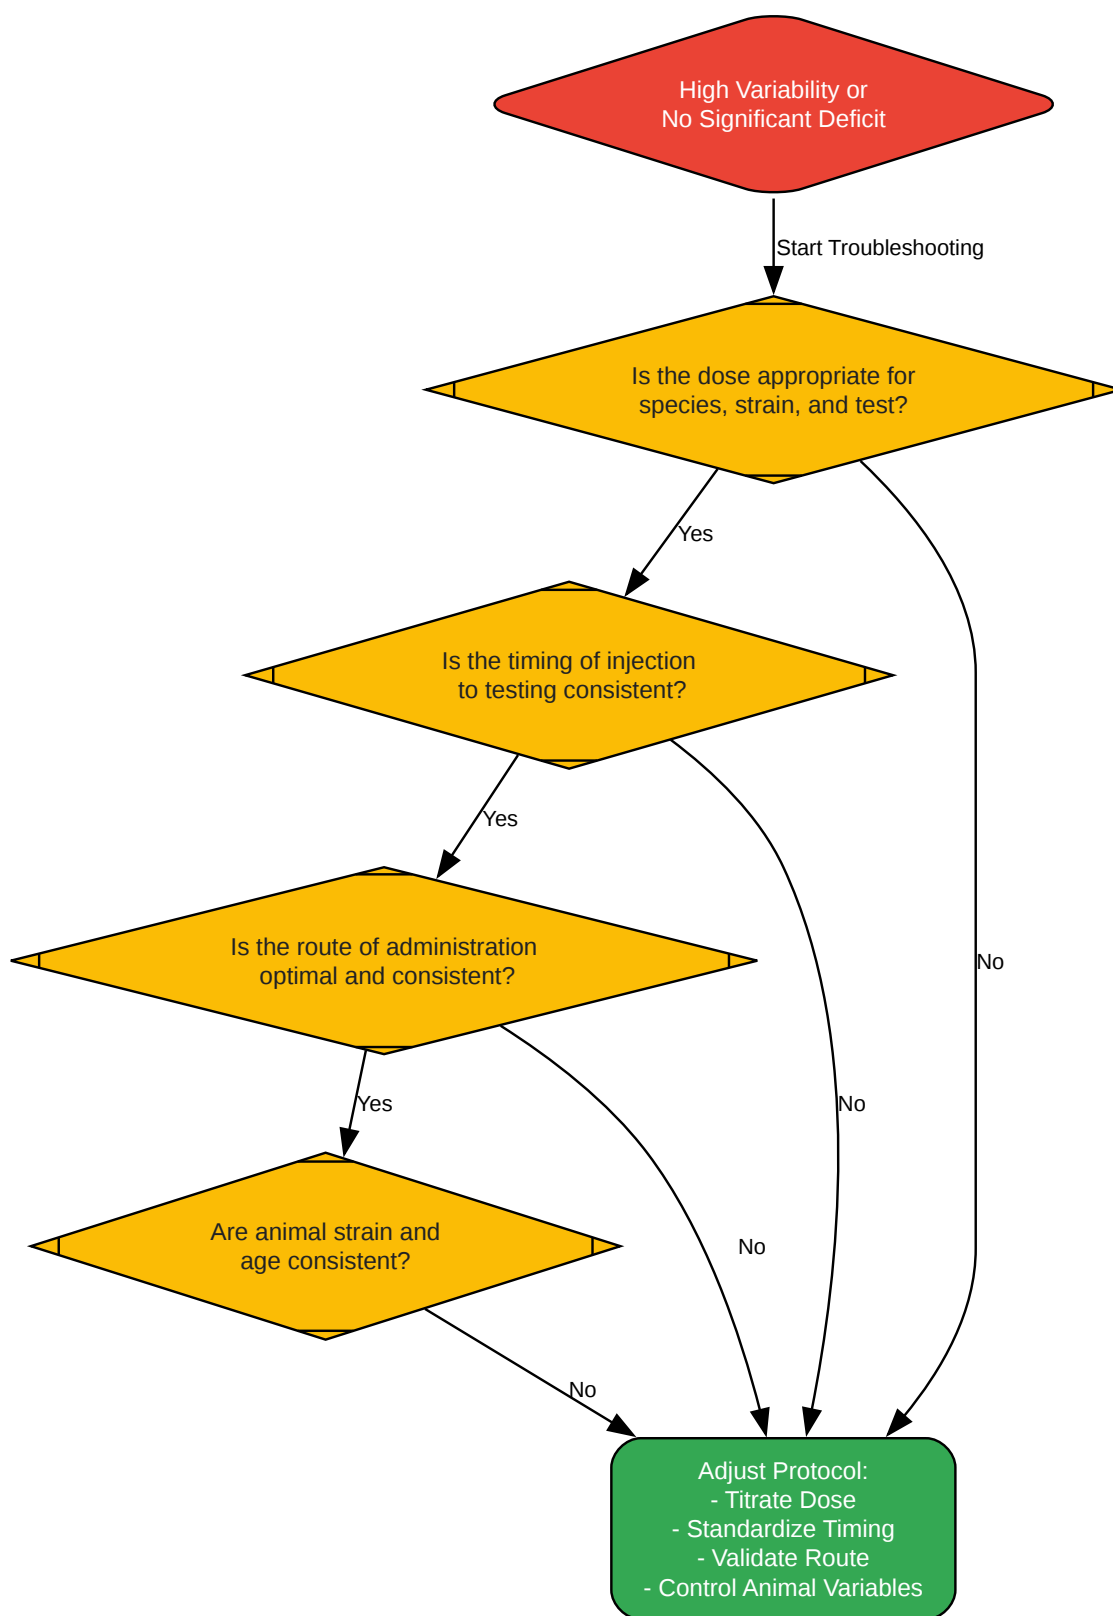 High Variability or
No Significant Deficit
Start Troubleshooting
Is the dose appropriate for
species, strain, and test?
Yes
Is the timing of injection
to testing consistent?
Yes
Is the route of administration
optimal and consistent?
No
Yes
No
Are animal strain and
age consistent?
No
No
Adjust Protocol:
- Titrate Dose
- Standardize Timing
- Validate Route
- Control Animal Variables